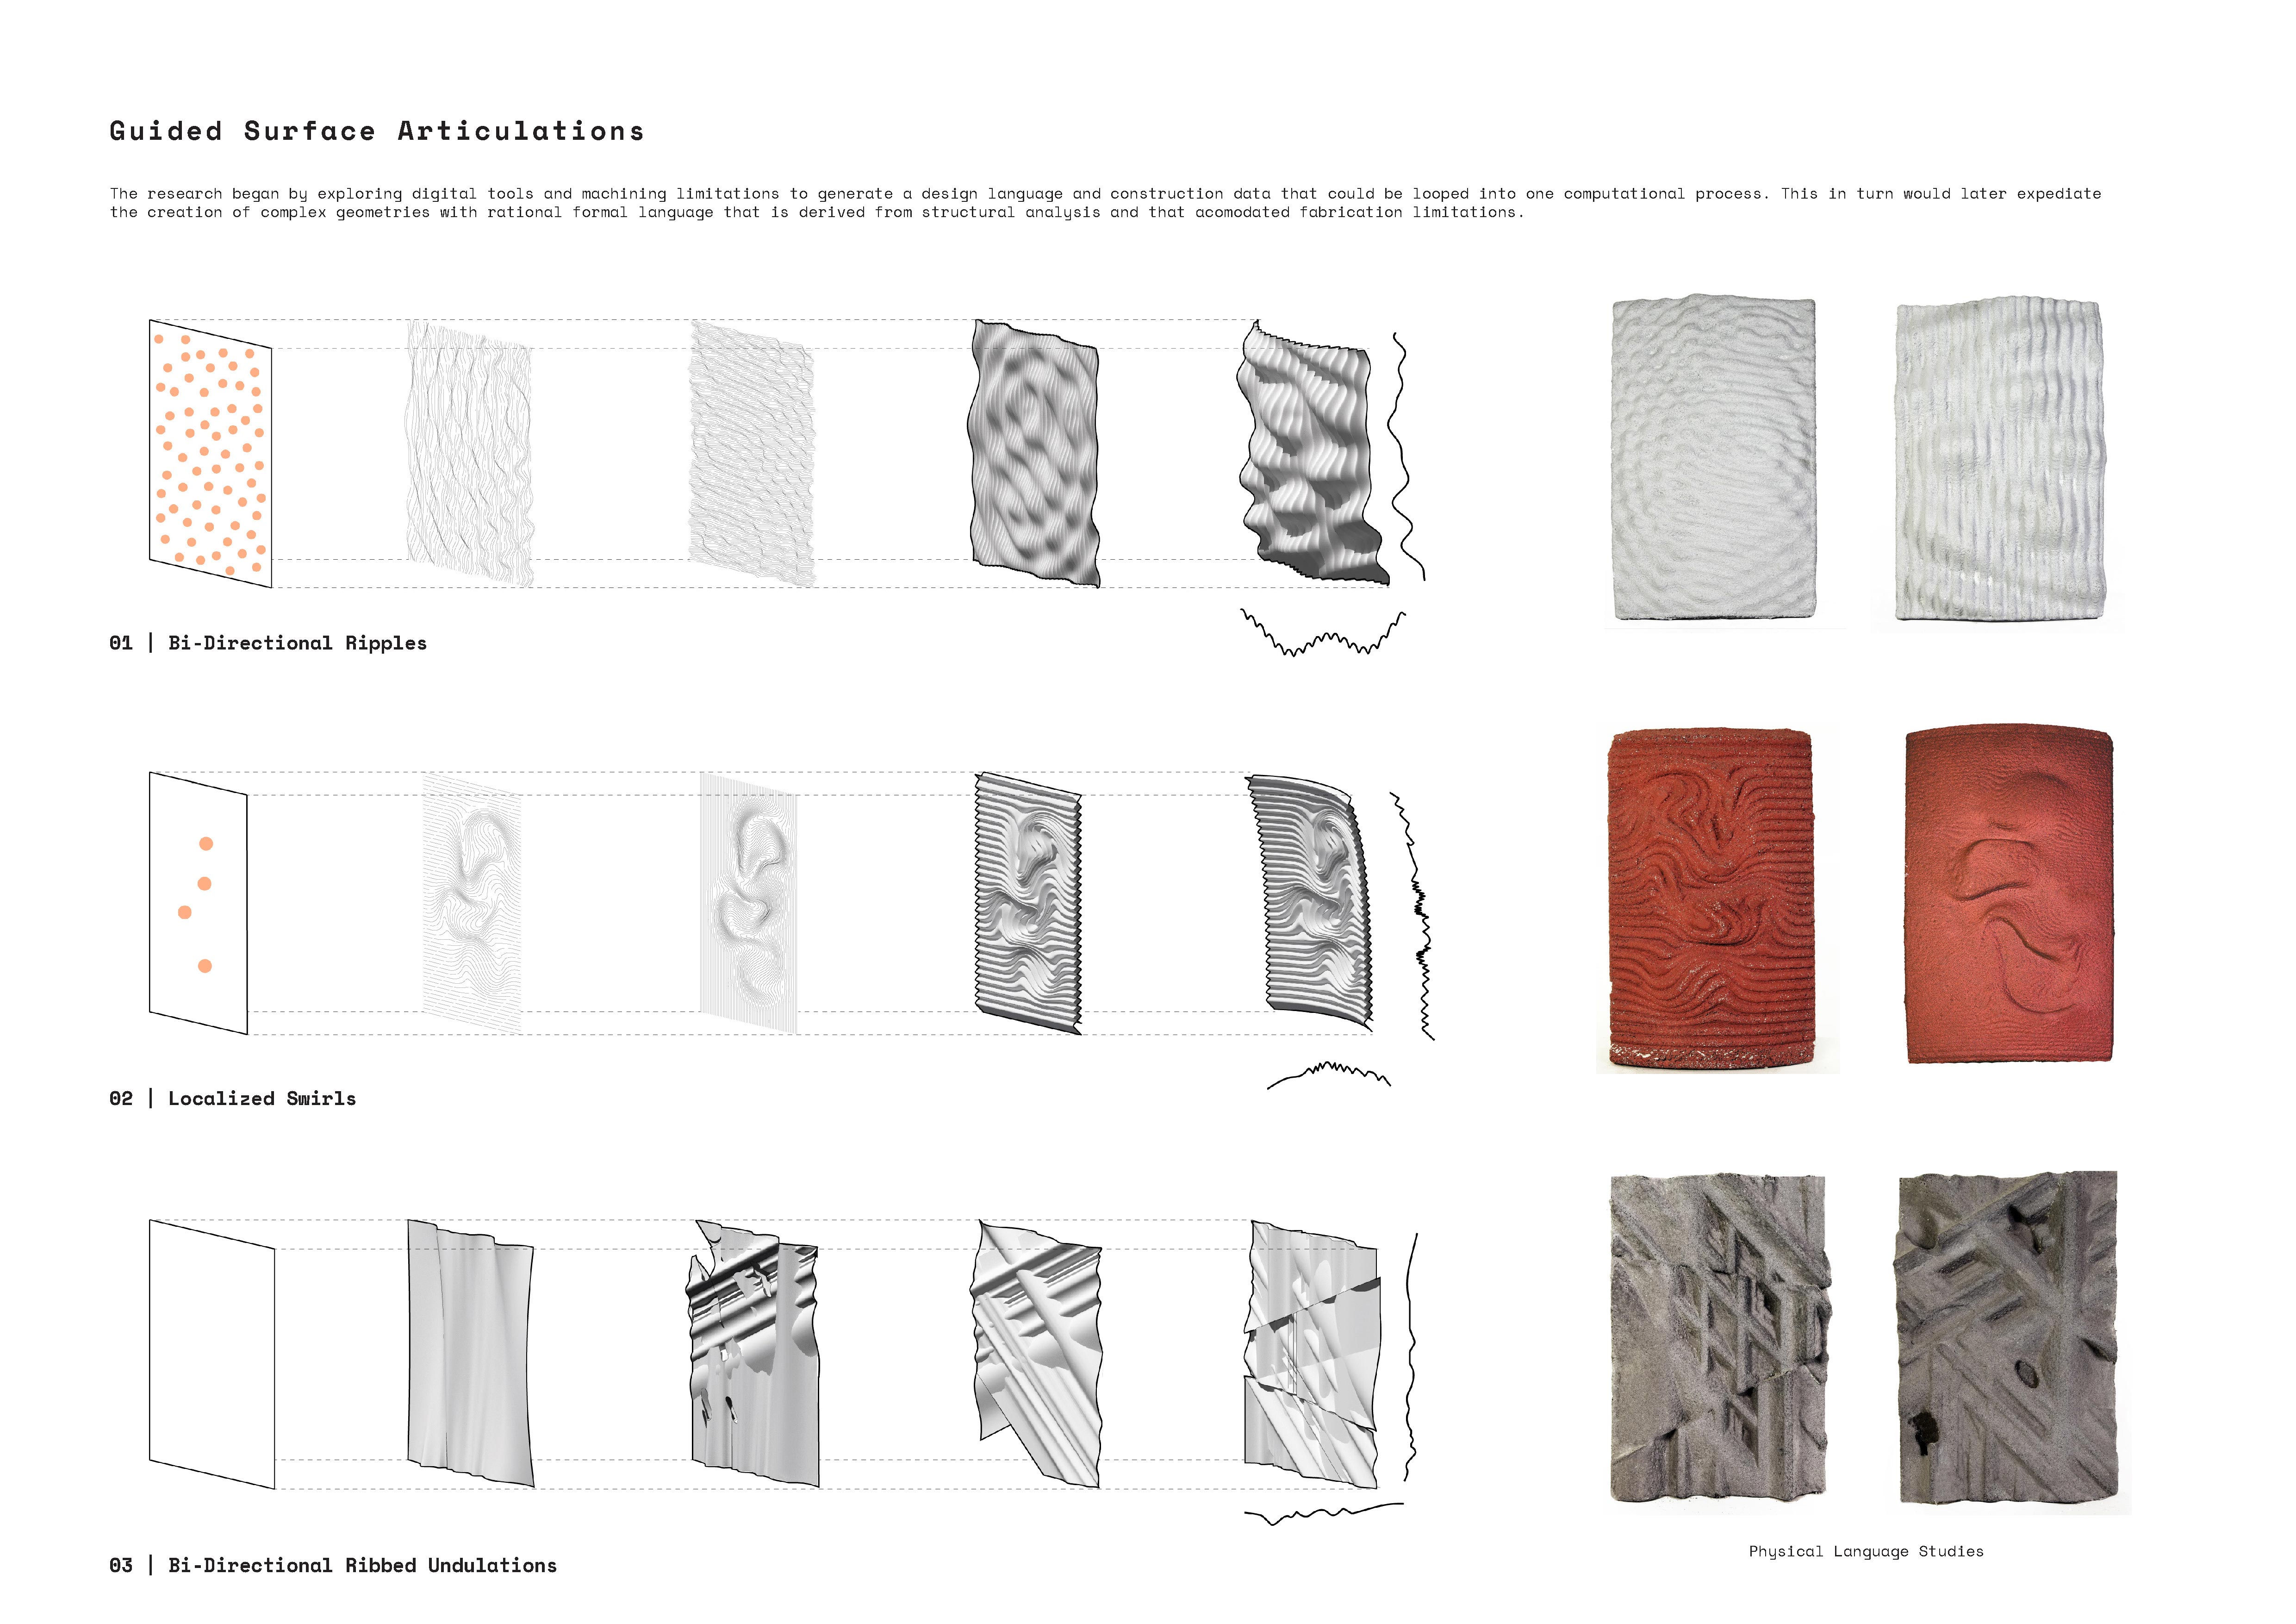 Guided Surface Articulations
The research began by exploring digital tools and machining limitations to generate a design language and construction data that could be looped into one computational process. This in turn would later expediate
the creation of complex geometries with rational formal language that is derived from structural analysis and that acomodated fabrication limitations.
01 | Bi-Directional Ripples
02 | Localized Swirls
03 | Bi-Directional Ribbed Undulations
Physical Language Studies